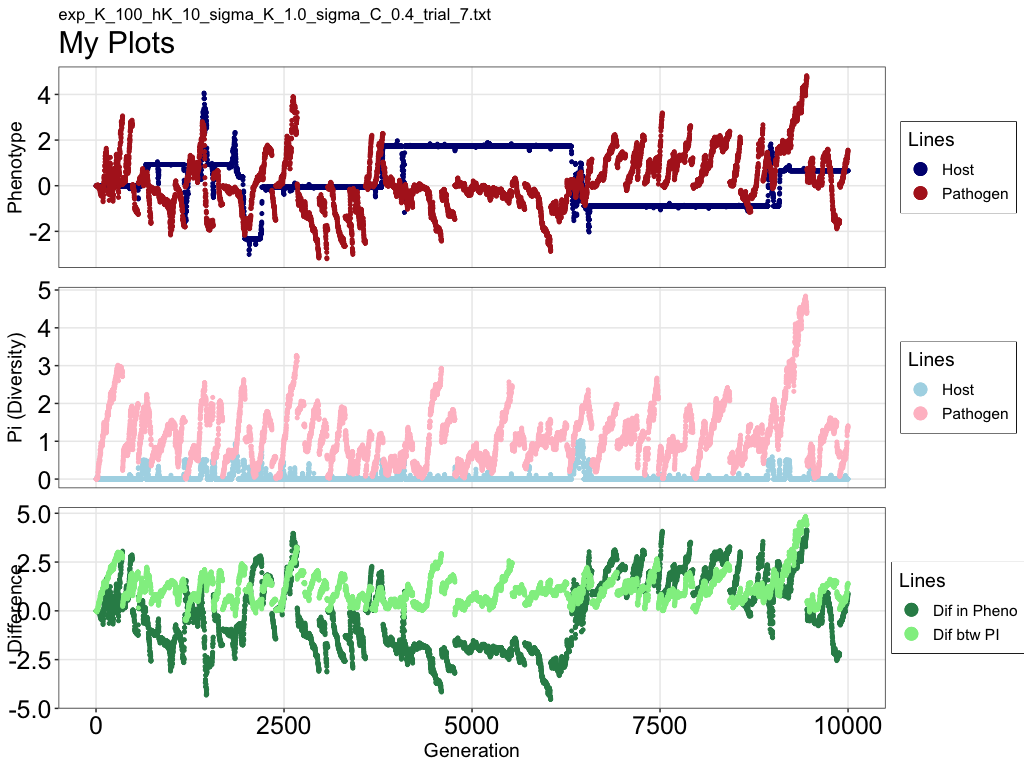 exp_K_100_hK_10_sigma_K_1.0_sigma_C_0.4_trial_7.txt
My Plots
Phenotype
4
2
0
-2
Lines
Host
Pathogen
Pi (Diversity)
5
4
3
2
1
0
Lines
Host
Pathogen
Difference
5.0
2.5
0.0
-2.5
-5.0
Lines
Dif in Pheno
Dif btw PI
0 2500 5000 7500 10000
Generation